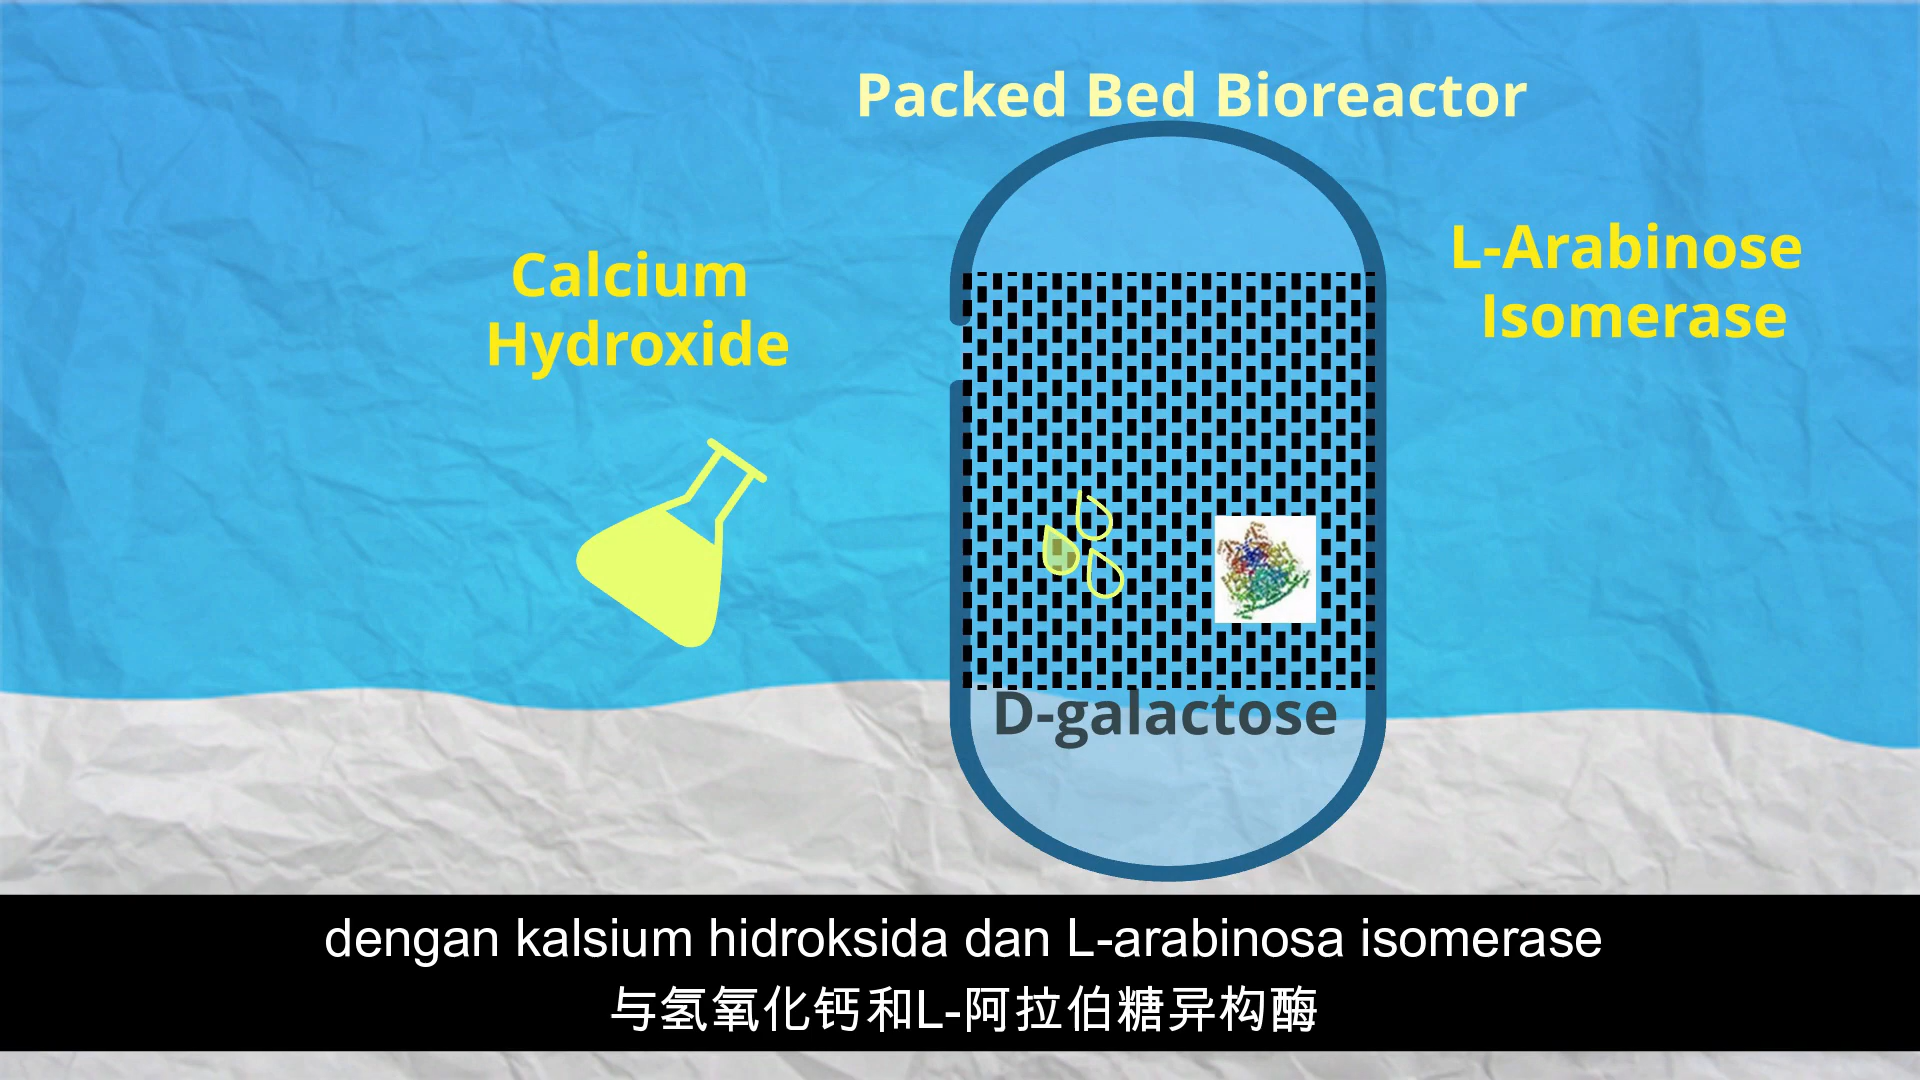 Packed Bed Bioreactor
Calcium
Hydroxide
L-Arabinose
Isomerase
D-galactose
dengan kalsium hidroksida dan L-arabinosa isomerase
与氢氧化钙和L-阿拉伯糖异构酶